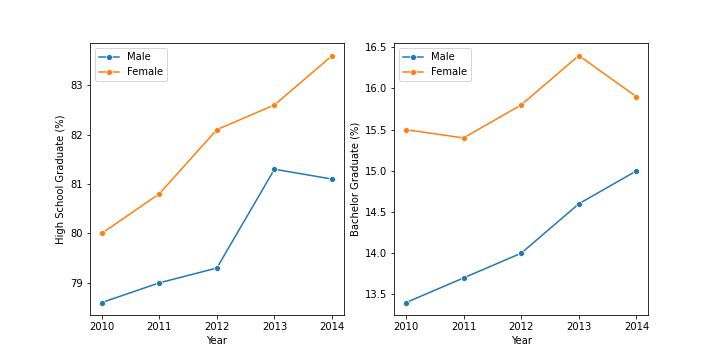 Male
Female
High School Graduate (%)
83
82
81
80
79
2010 2011 2012 2013 2014
Year
Male
Female
Bachelor Graduate (%)
16.5
16.0
15.5
15.0
14.5
14.0
13.5
2010 2011 2012 2013 2014
Year